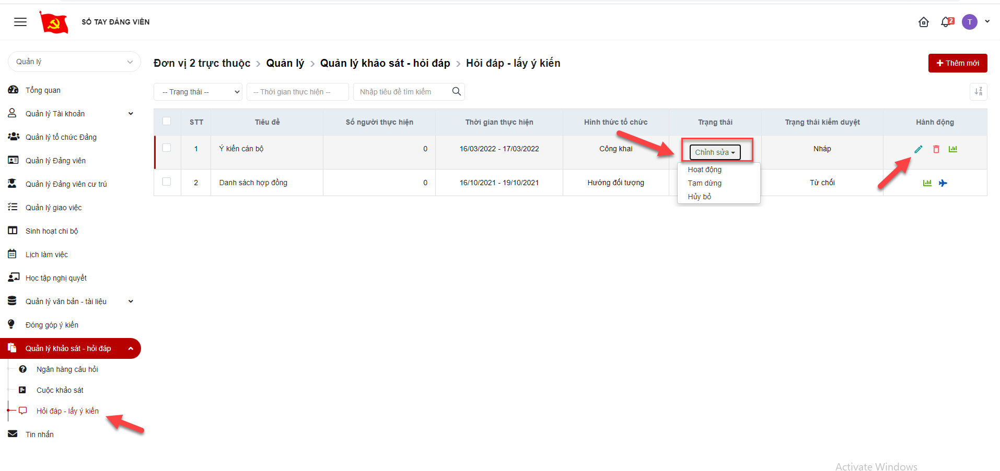 SỔ TAY ĐẢNG VIÊN
2
T
Quản lý
Đơn vị 2 trực thuộc > Quản lý > Quản lý khảo sát - hỏi đáp > Hỏi đáp - lấy ý kiến
+ Thêm mới
-- Trạng thái --
-- Thời gian thực hiện --
Nhập tiêu đề tìm kiếm
Z
A
STT
Tiêu đề
Số người thực hiện
Thời gian thực hiện
Hình thức tổ chức
Trạng thái
Trạng thái kiểm duyệt
Hành động
1
Ý kiến cán bộ
0
16/03/2022 - 17/03/2022
Công khai
Chỉnh sửa
Nháp
Hoạt động
Tạm dừng
Hủy bỏ
2
Danh sách hợp đồng
0
16/10/2021 - 19/10/2021
Hướng đối tượng
Từ chối
Tổng quan
Quản lý Tài khoản
Quản lý tổ chức Đảng
Quản lý Đảng viên
Quản lý Đảng viên cư trú
Quản lý giao việc
Sinh hoạt chi bộ
Lịch làm việc
Học tập nghị quyết
Quản lý văn bản - tài liệu
Đóng góp ý kiến
Quản lý khảo sát - hỏi đáp
Ngân hàng câu hỏi
Cuộc khảo sát
Hỏi đáp - lấy ý kiến
Tin nhắn
Activate Windows